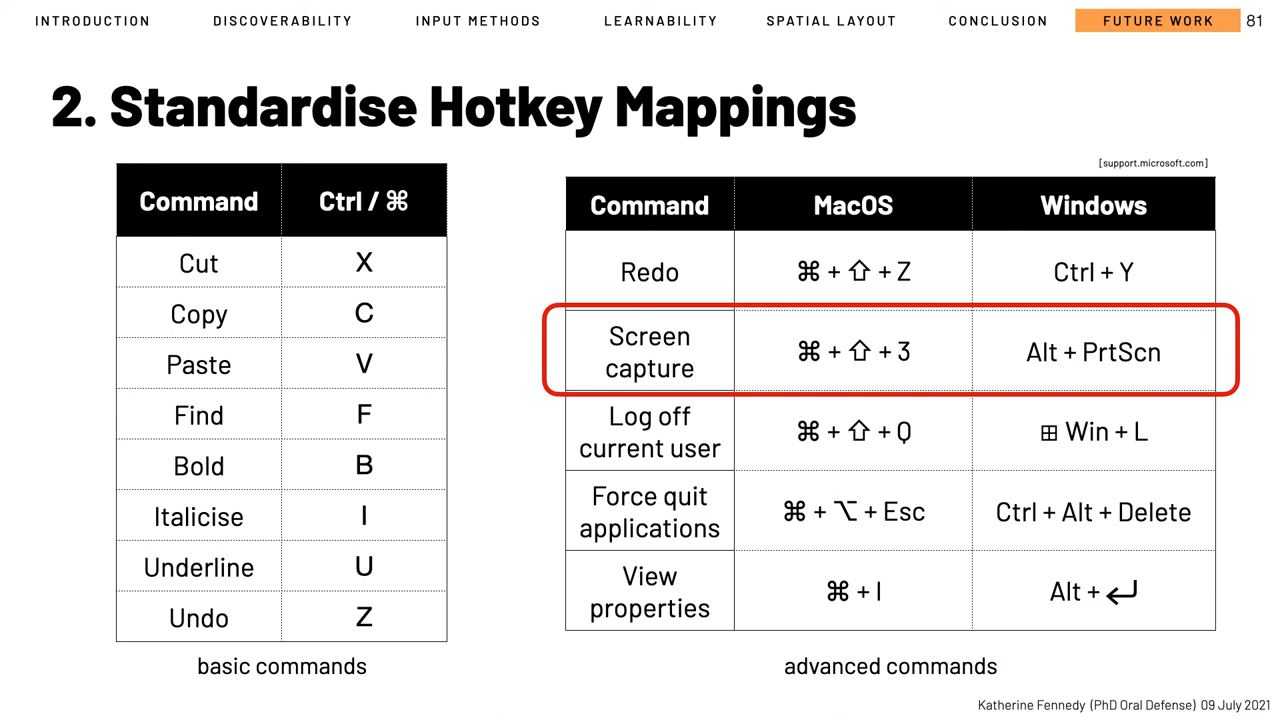 INTRODUCTION DISCOVERABILITY INPUT METHODS LEARNABILITY SPATIAL LAYOUT CONCLUSION FUTURE WORK 81
2. Standardise Hotkey Mappings
[support.microsoft.com]
Command Ctrl / ⌘
Cut X
Copy C
Paste V
Find F
Bold B
Italicise I
Underline U
Undo Z
basic commands
Command MacOS Windows
Redo ⌘ + ⇧ + Z Ctrl + Y
Screen
capture ⌘ + ⇧ + 3 Alt + PrtScn
Log off
current user ⌘ + ⇧ + Q ⊞ Win + L
Force quit
applications ⌘ + ⌥ + Esc Ctrl + Alt + Delete
View
properties ⌘ + I Alt + ↵
advanced commands
Katherine Fennedy (PhD Oral Defense) 09 July 2021